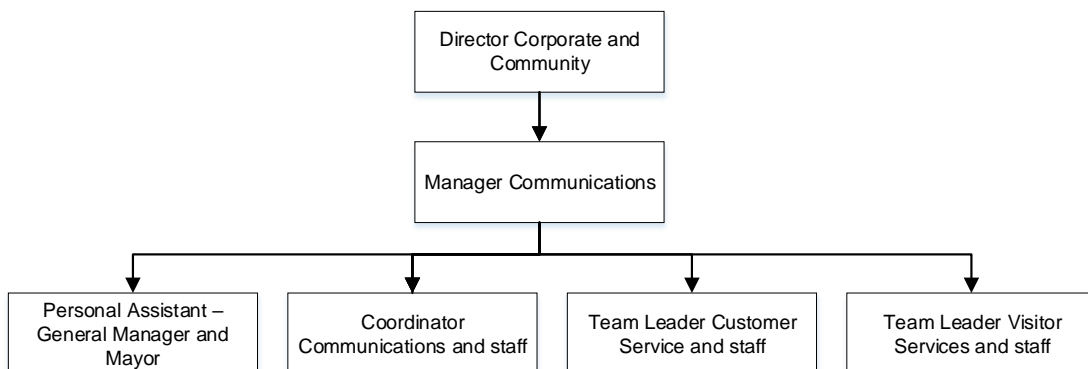 Director Corporate and
Community
Manager Communications
Personal Assistant –
General Manager and
Mayor
Coordinator
Communications and staff
Team Leader Customer
Service and staff
Team Leader Visitor
Services and staff